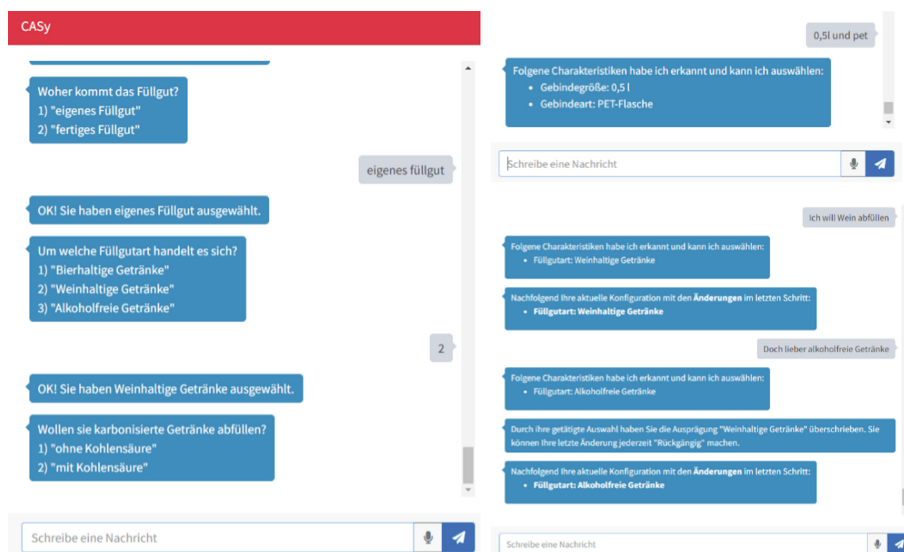 CASy
Woher kommt das Füllgut?
1) "eigenes Füllgut"
2) "fertiges Füllgut"
eigenes füllgut
OK! Sie haben eigenes Füllgut ausgewählt.
Um welche Füllgutart handelt es sich?
1) "Bierhaltige Getränke"
2) "Weinhaltige Getränke"
3) "Alkoholfreie Getränke"
2
OK! Sie haben Weinhaltige Getränke ausgewählt.
Wollen sie karbonisierte Getränke abfüllen?
1) "ohne Kohlensäure"
2) "mit Kohlensäure"
Schreibe eine Nachricht
0,5l und pet
Folgene Charakteristiken habe ich erkannt und kann ich auswählen:
• Gebindegröße: 0,5 l
• Gebindeart: PET-Flasche
Schreibe eine Nachricht
Ich will Wein abfüllen
Folgene Charakteristiken habe ich erkannt und kann ich auswählen:
• Füllgutart: Weinhaltige Getränke
Nachfolgend Ihre aktuelle Konfiguration mit den Änderungen im letzten Schritt:
• Füllgutart: Weinhaltige Getränke
Doch lieber alkoholfreie Getränke
Folgene Charakteristiken habe ich erkannt und kann ich auswählen:
• Füllgutart: Alkoholfreie Getränke
Durch ihre getätigte Auswahl haben Sie die Ausprägung "Weinhaltige Getränke" überschrieben. Sie
können Ihre letzte Änderung jederzeit "Rückgängig" machen.
Nachfolgend Ihre aktuelle Konfiguration mit den Änderungen im letzten Schritt:
• Füllgutart: Alkoholfreie Getränke
Schreibe eine Nachricht